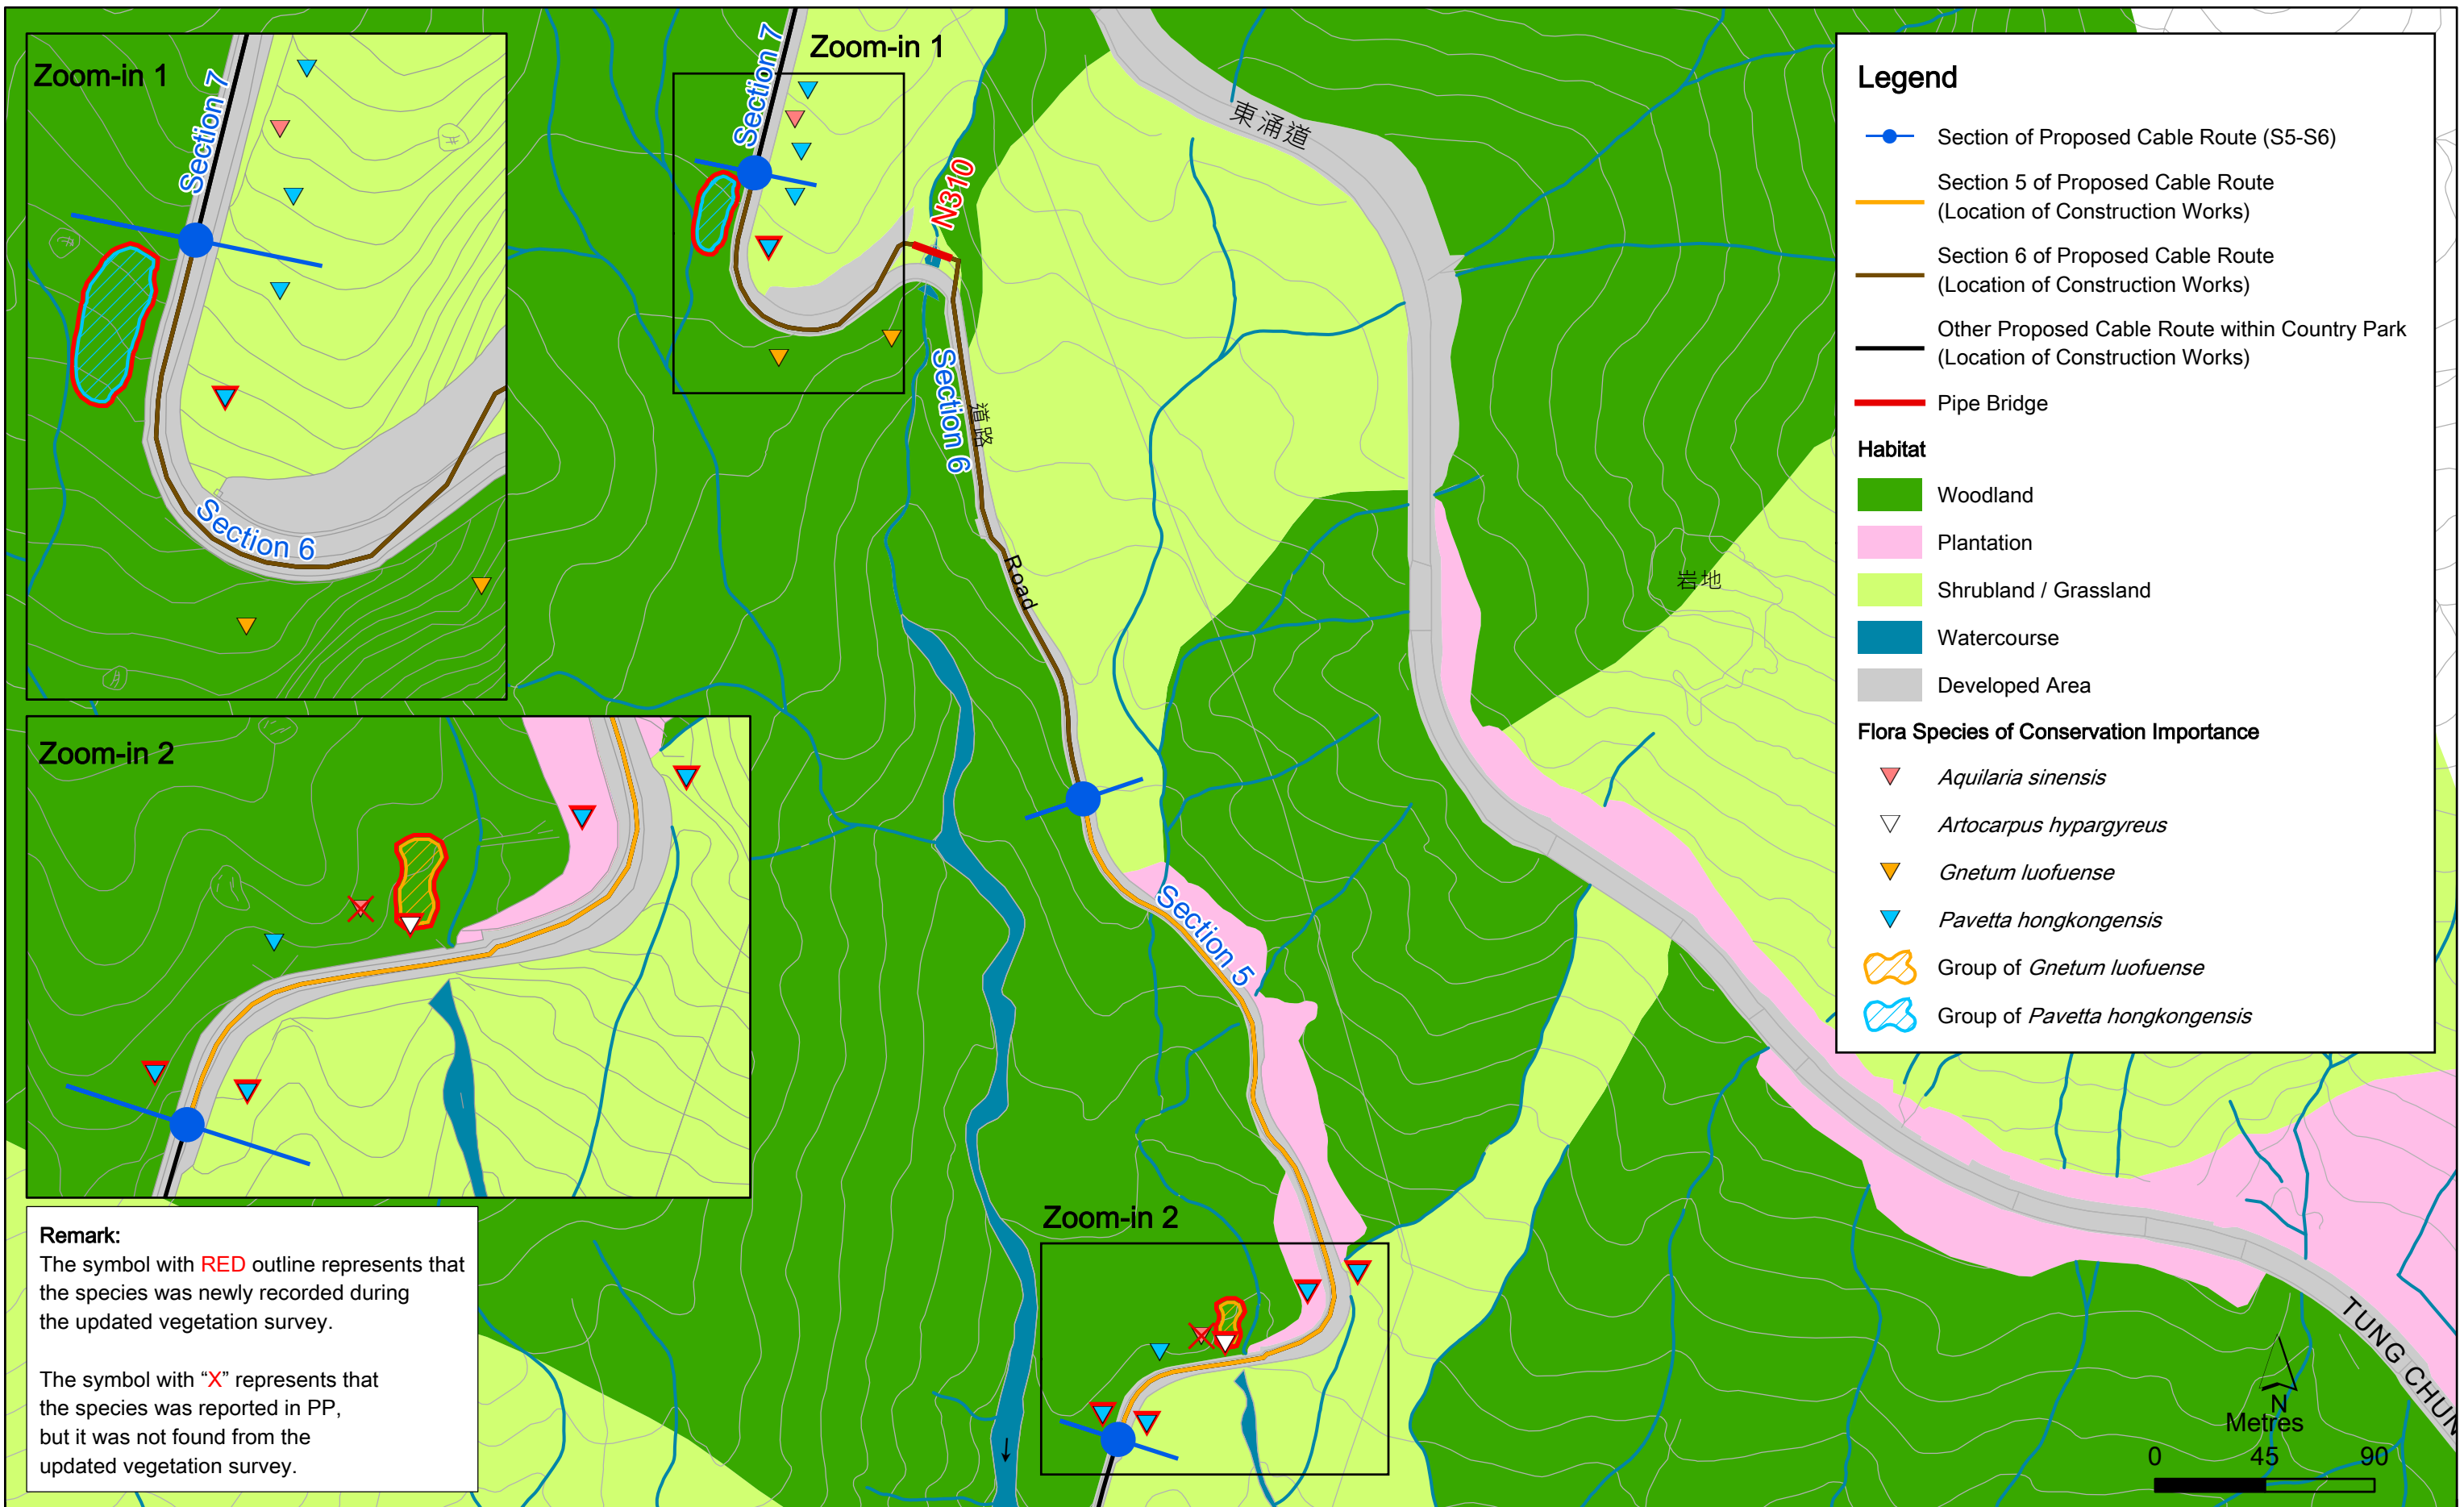 Zoom-in 1
Section 7
Section 6
Zoom-in 2
Remark:
The symbol with RED outline represents that
the species was newly recorded during
the updated vegetation survey.
The symbol with “X” represents that
the species was reported in PP,
but it was not found from the
updated vegetation survey.
Zoom-in 1
Section 7
N310
Section 6
道路
Road
東涌道
岩地
Section 5
Zoom-in 2
Legend
Section of Proposed Cable Route (S5-S6)
Section 5 of Proposed Cable Route
(Location of Construction Works)
Section 6 of Proposed Cable Route
(Location of Construction Works)
Other Proposed Cable Route within Country Park
(Location of Construction Works)
Pipe Bridge
Habitat
Woodland
Plantation
Shrubland / Grassland
Watercourse
Developed Area
Flora Species of Conservation Importance
Aquilaria sinensis
Artocarpus hypargyreus
Gnetum luofuense
Pavetta hongkongensis
Group of Gnetum luofuense
Group of Pavetta hongkongensis
TUNG CHUN
N
Metres
0 45 90